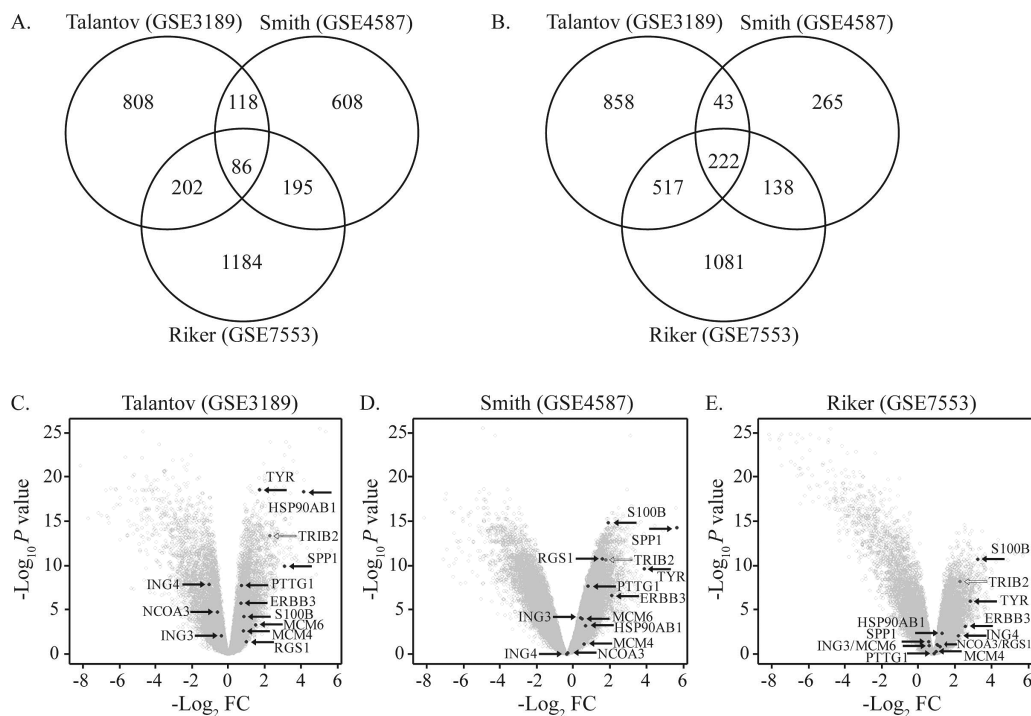 A.
Talantov (GSE3189) Smith (GSE4587)
808 118 608
86
202 195
1184
Riker (GSE7553)
B.
Talantov (GSE3189) Smith (GSE4587)
858 43 265
222
517 138
1081
Riker (GSE7553)
C. Talantov (GSE3189)
25
20
15
10
5
0
-Log10 P value
TYR
HSP90AB1
TRIB2
SPP1
ING4
PTTG1
ERBB3
NCOA3
S100B
MCM6
ING3
MCM4
RGS1
-8 -6 -4 -2 0 2 4 6
-Log2 FC
D. Smith (GSE4587)
25
20
15
10
5
0
-Log10 P value
S100B
SPP1
RGS1
TRIB2
TYR
PTTG1
ERBB3
ING3
MCM6
HSP90AB1
MCM4
ING4
NCOA3
-8 -6 -4 -2 0 2 4 6
-Log2 FC
E. Riker (GSE7553)
25
20
15
10
5
0
-Log10 P value
S100B
TRIB2
TYR
ERBB3
HSP90AB1
SPP1
ING4
ING3/MCM6
NCOA3/RGS1
PTTG1
MCM4
-8 -6 -4 -2 0 2 4 6
-Log2 FC